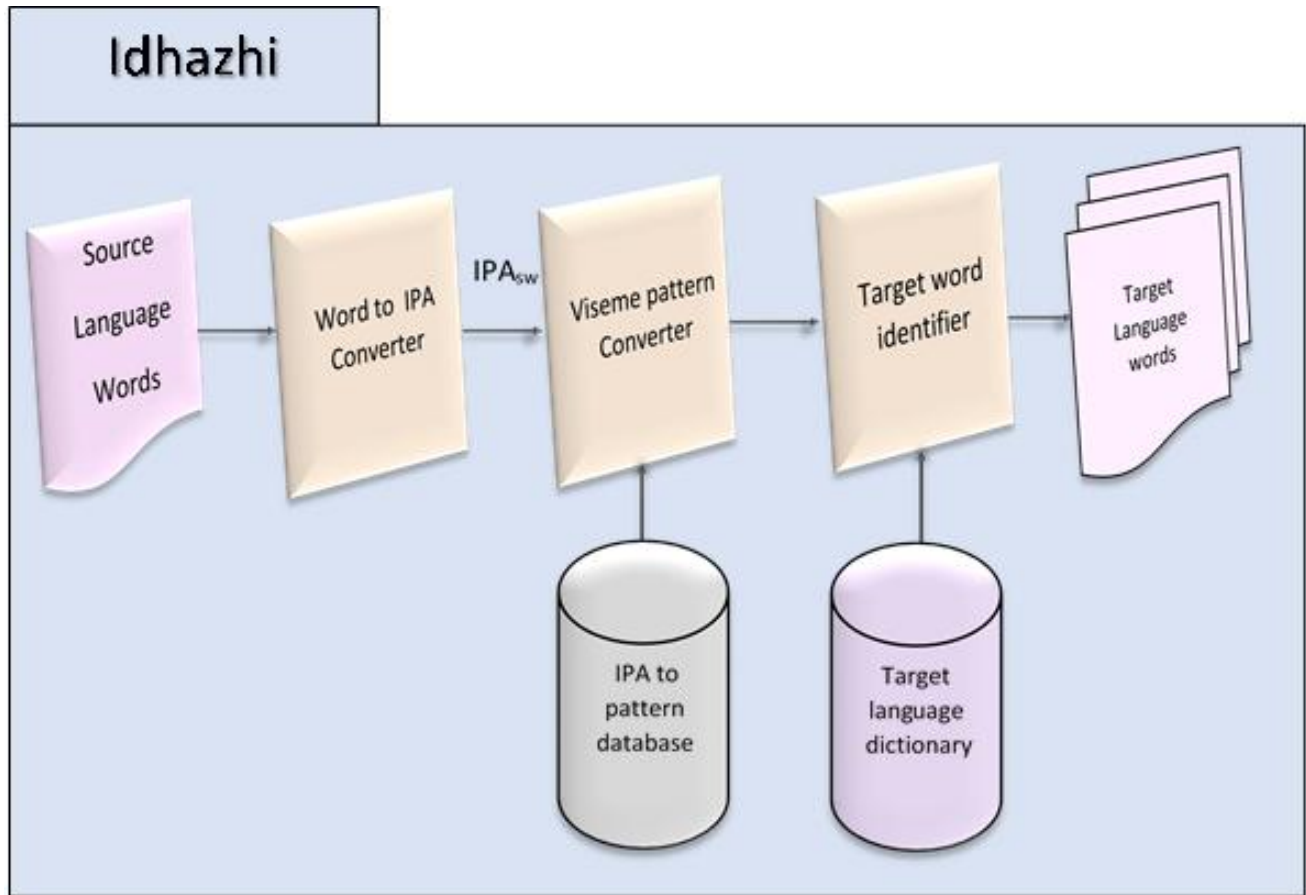 Idhazhi
Source
Language
Words
Word to IPA
Converter
IPAsw
Viseme pattern
Converter
Target word
identifier
Target
Language
words
IPA to
pattern
database
Target
language
dictionary